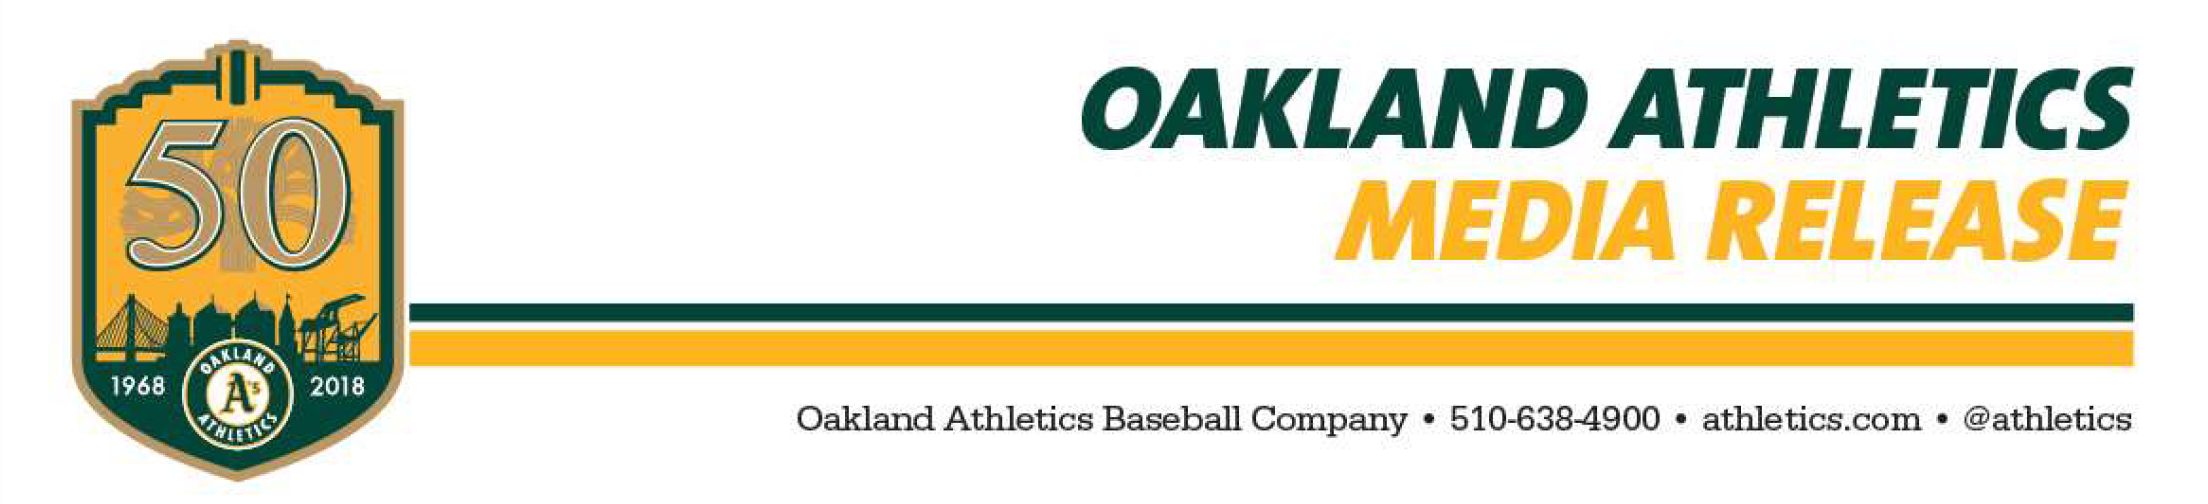 OAKLAND ATHLETICS
MEDIA RELEASE
50
1968
2018
OAKLAND
A's
ATHLETICS
Oakland Athletics Baseball Company • 510-638-4900 • athletics.com • @athletics